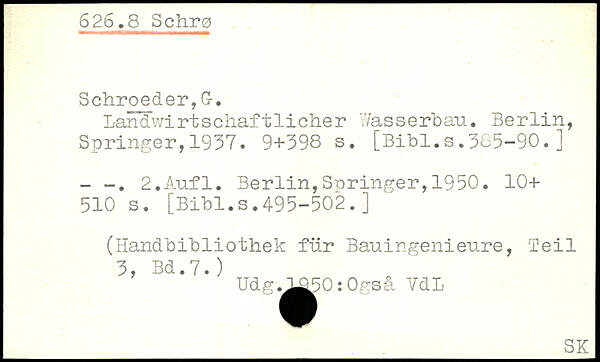 626.8 Schrø
Schroeder,G.
Landwirtschaftlicher Wasserbau. Berlin,
Springer,1937. 9+398 s. [Bibl.s.385-90.]
- -. 2.Aufl. Berlin,Springer,1950. 10+
510 s. [Bibl.s.495-502.]
(Handbibliothek für Bauingenieure, Teil
3, Bd.7.)
Udg.1950:Også VdL
SK